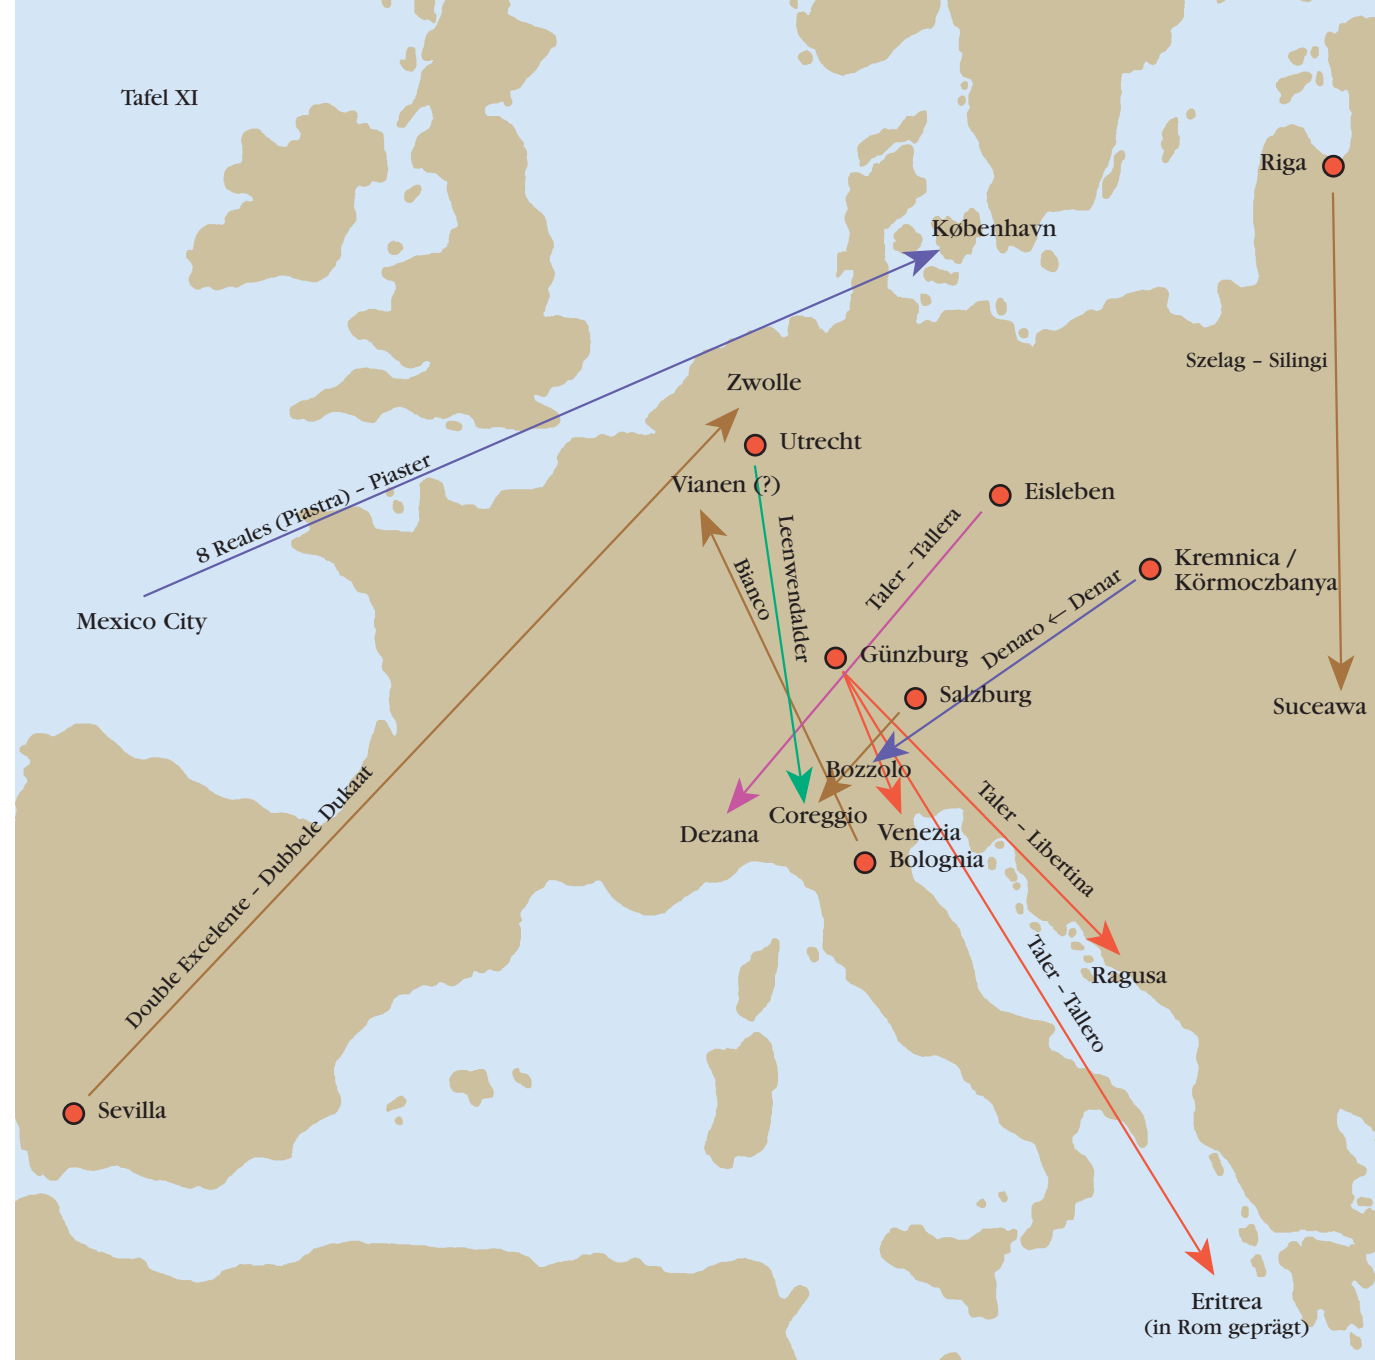 Tafel XI
Riga
København
Szelag – Silingi
Zwolle
Utrecht
8 Reales (Piastra) – Piaster
Vianen (?)
Eisleben
Leenwendalder
Taler – Tallera
Bianco
Kremnica /
Körmoczbanya
Denaro ← Denar
Mexico City
Günzburg
Salzburg
Suceawa
Bozzolo
Coreggio
Dezana
Venezia
Bolognia
Taler – Libertina
Double Excelente – Dubbele Dukaat
Ragusa
Taler – Tallero
Sevilla
Eritrea
(in Rom geprägt)